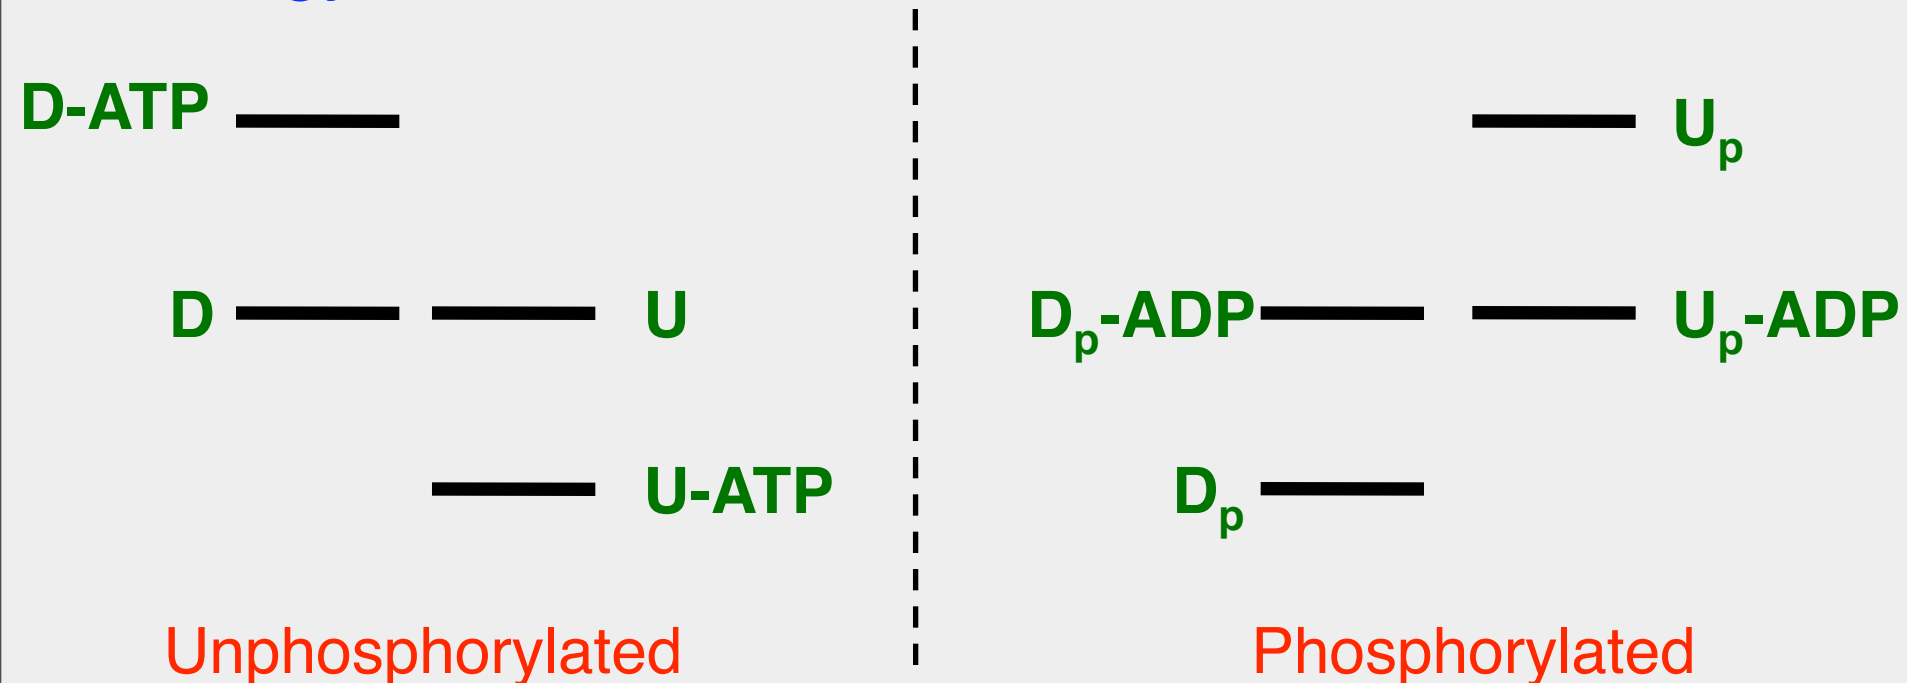 D-ATP
Uₚ
D
U
Dₚ-ADP
Uₚ-ADP
U-ATP
Dₚ
Unphosphorylated
Phosphorylated